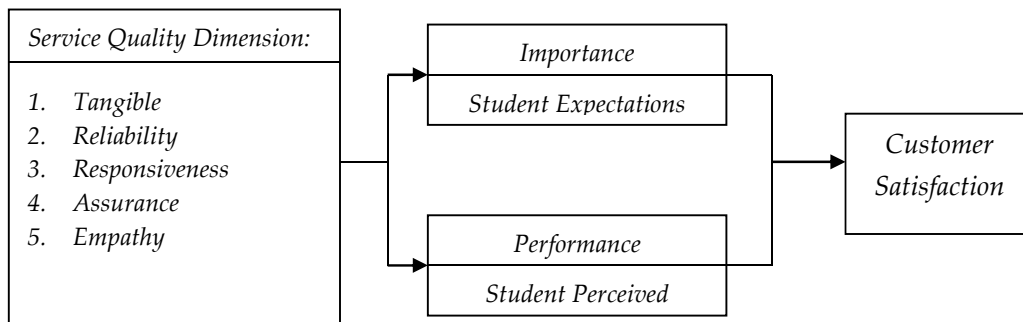 Service Quality Dimension:
1. Tangible
2. Reliability
3. Responsiveness
4. Assurance
5. Empathy
Importance
Student Expectations
Performance
Student Perceived
Customer
Satisfaction